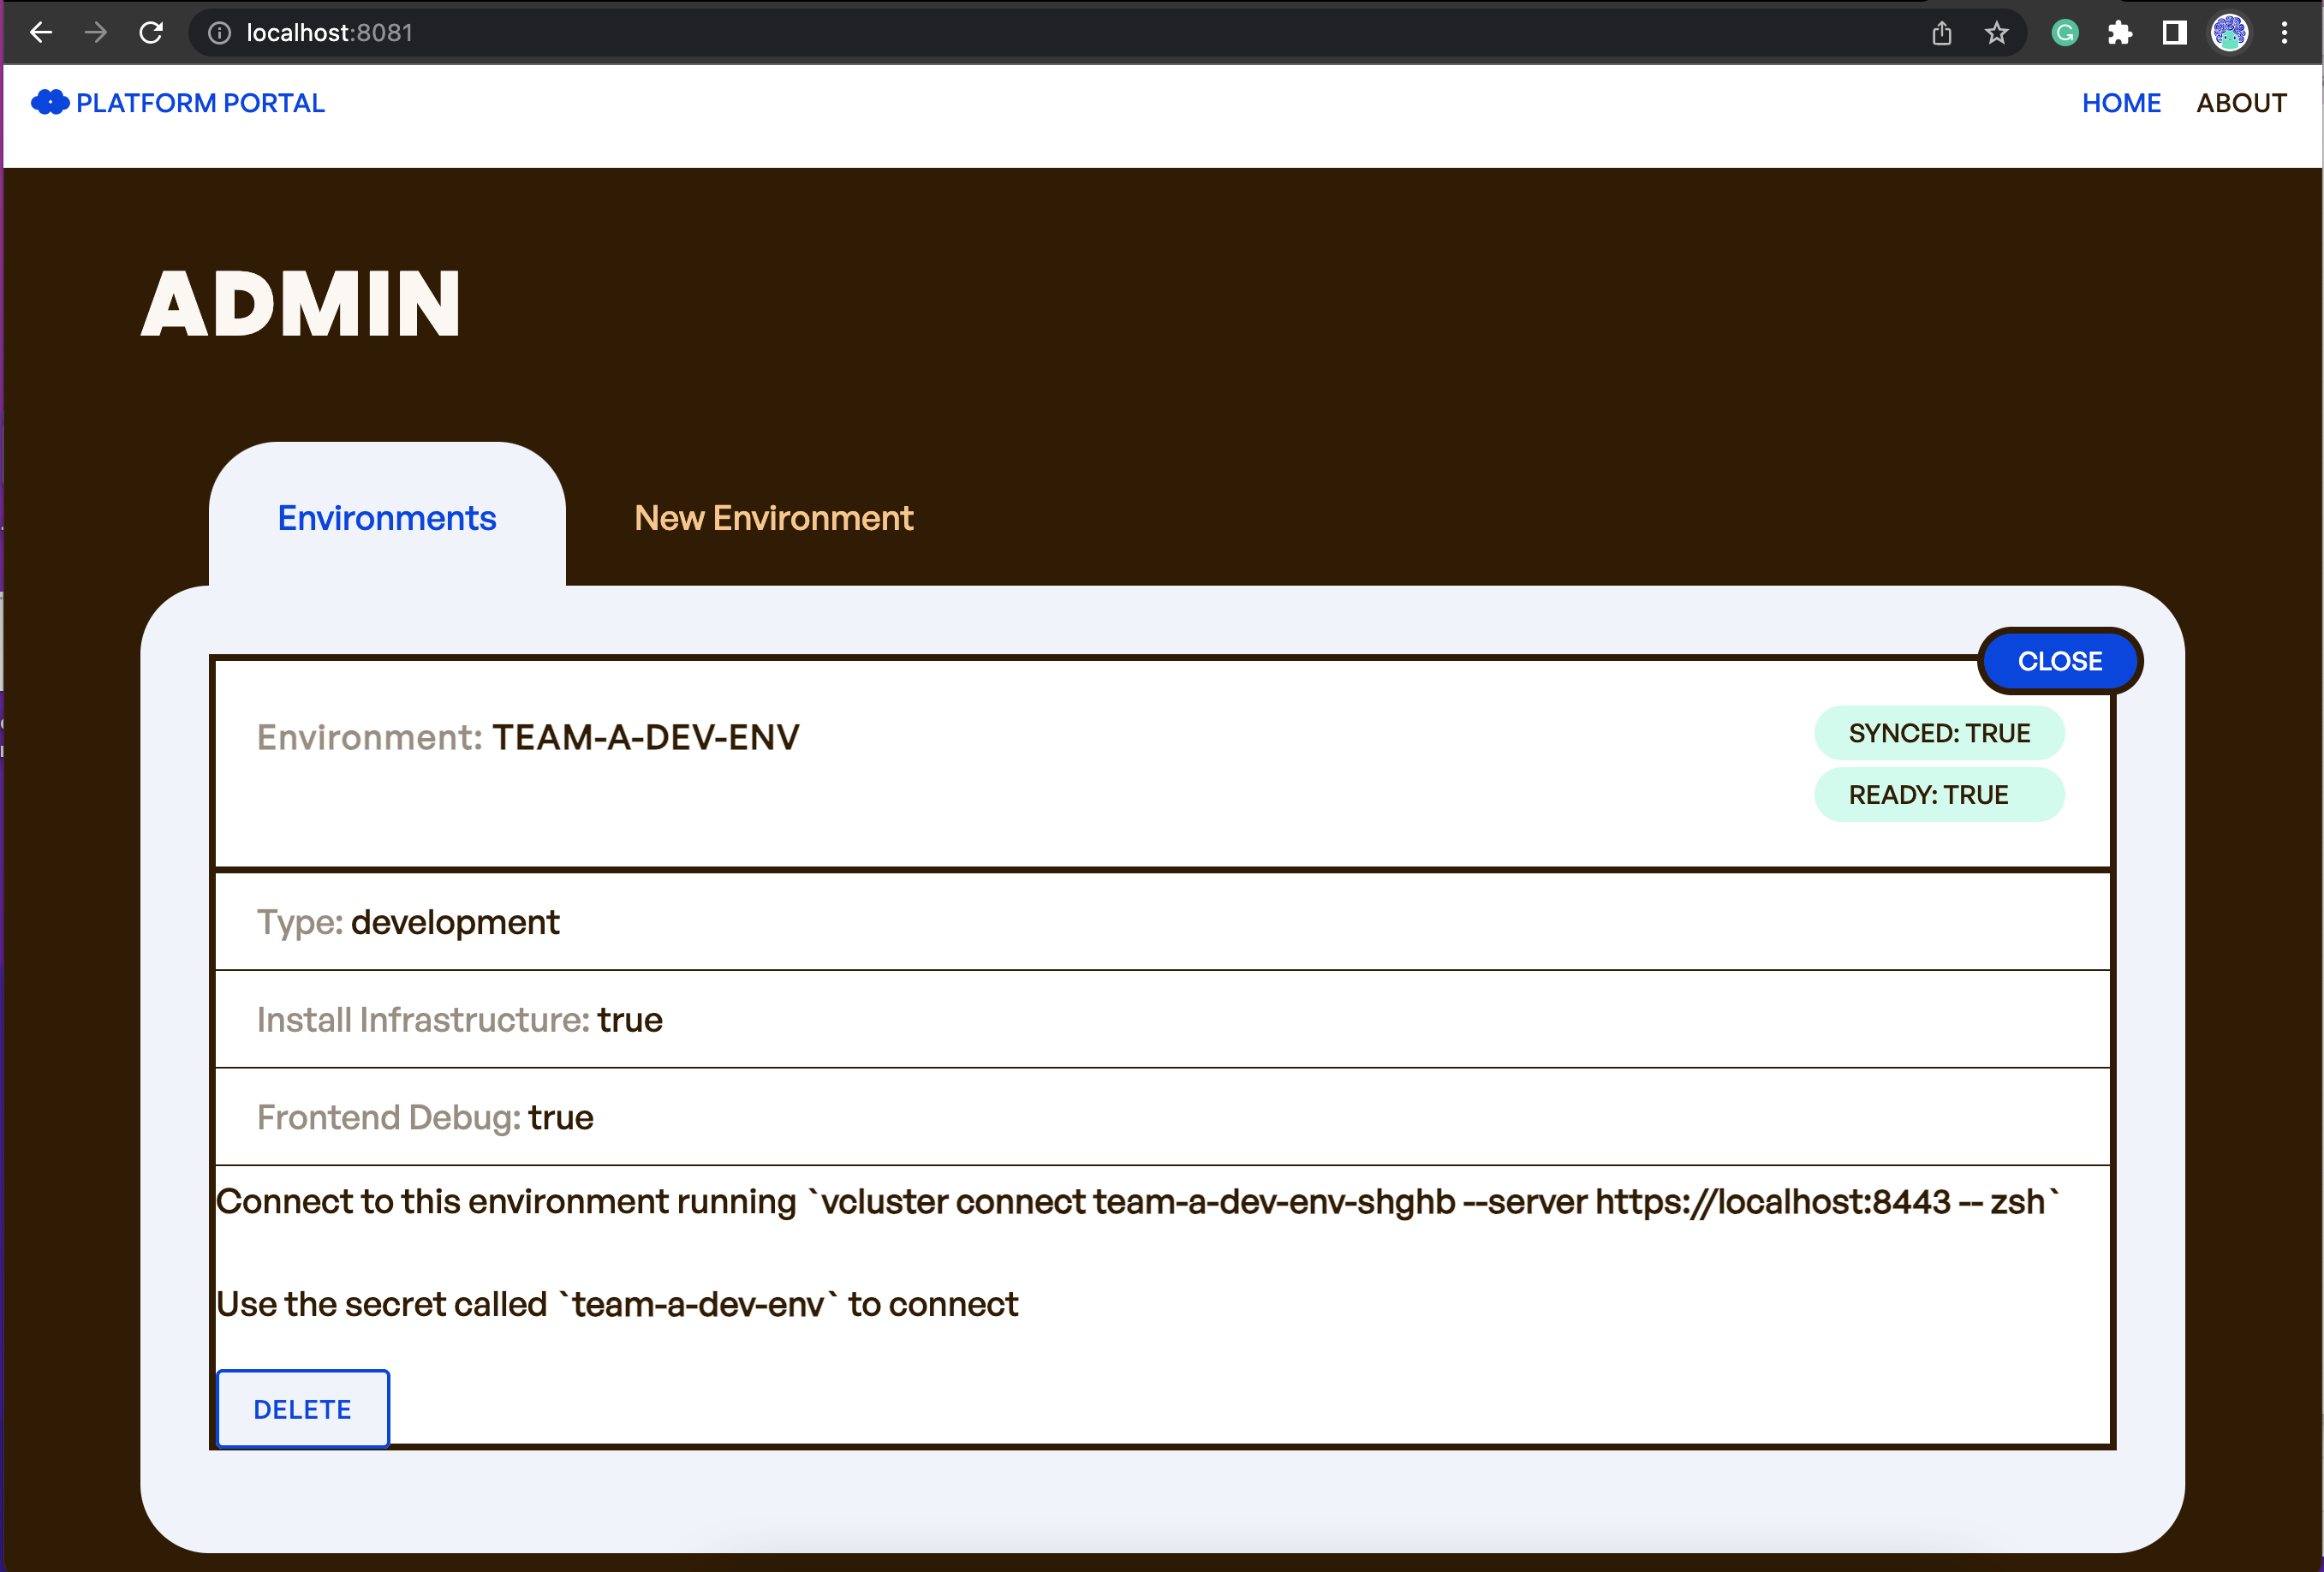 localhost:8081
PLATFORM PORTAL
HOME
ABOUT
ADMIN
Environments
New Environment
CLOSE
Environment: TEAM-A-DEV-ENV
SYNCED: TRUE
READY: TRUE
Type: development
Install Infrastructure: true
Frontend Debug: true
Connect to this environment running `vcluster connect team-a-dev-env-shghb --server https://localhost:8443 -- zsh`
Use the secret called `team-a-dev-env` to connect
DELETE